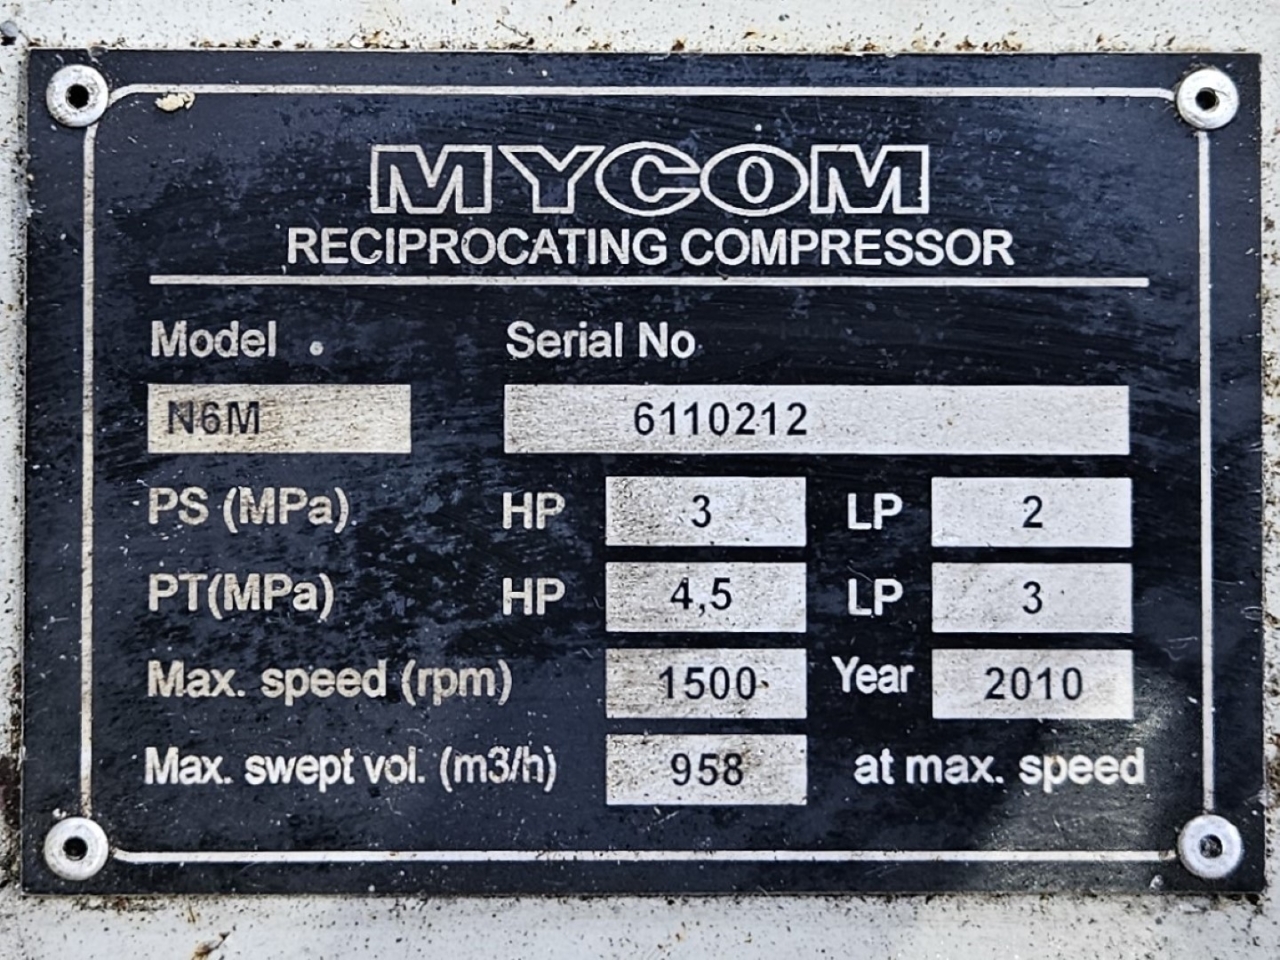 MYCOM
RECIPROCATING COMPRESSOR
Model Serial No
N6M 6110212
PS (MPa) HP 3 LP 2
PT(MPa) HP 4,5 LP 3
Max. speed (rpm) 1500 Year 2010
Max. swept vol. (m3/h) 958 at max. speed